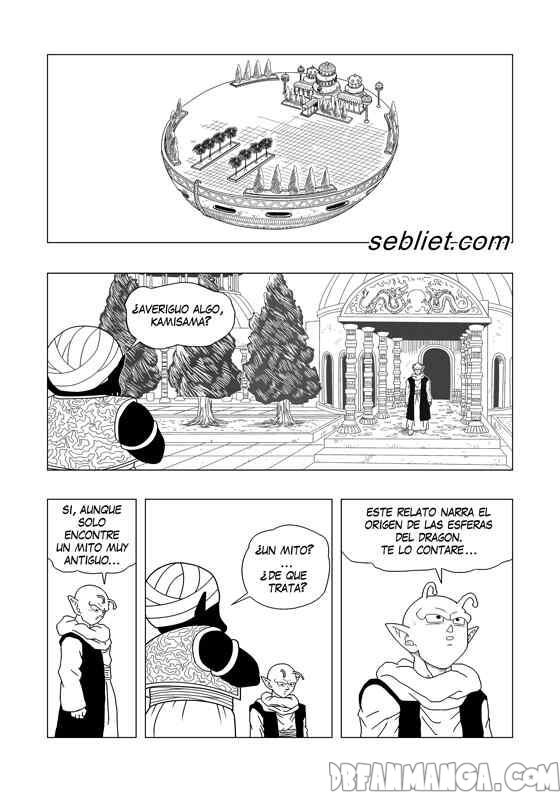 sebliet.com
¿AVERIGUO ALGO,
KAMISAMA?
SI, AUNQUE
SOLO
ENCONTRE
UN MITO MUY
ANTIGUO...
¿UN MITO?
...
¿DE QUE
TRATA?
ESTE RELATO NARRA EL
ORIGEN DE LAS ESFERAS
DEL DRAGON.
TE LO CONTARE...
DBFANMANGA.COM